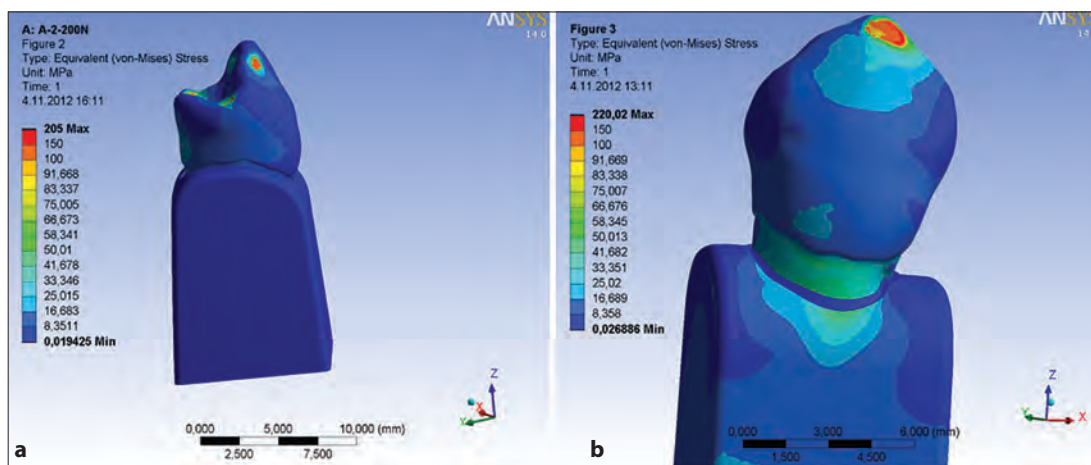 A: A-2-200N
Figure 2
Type: Equivalent (von-Mises) Stress
Unit: MPa
Time: 1
4.11.2012 16:11
205 Max
150
100
91,668
83,337
75,005
66,673
58,341
50,01
41,678
33,346
25,015
16,683
8,3511
0,019425 Min
ANSYS
14.0
Z
X
Y
0,000 5,000 10,000 (mm)
2,500 7,500
a
Figure 3
Type: Equivalent (von-Mises) Stress
Unit: MPa
Time: 1
4.11.2012 13:11
220,02 Max
150
100
91,669
83,338
75,007
66,676
58,345
50,013
41,682
33,351
25,02
16,689
8,358
0,026886 Min
ANSYS
14.0
Z
Y
X
0,000 3,000 6,000 (mm)
1,500 4,500
b